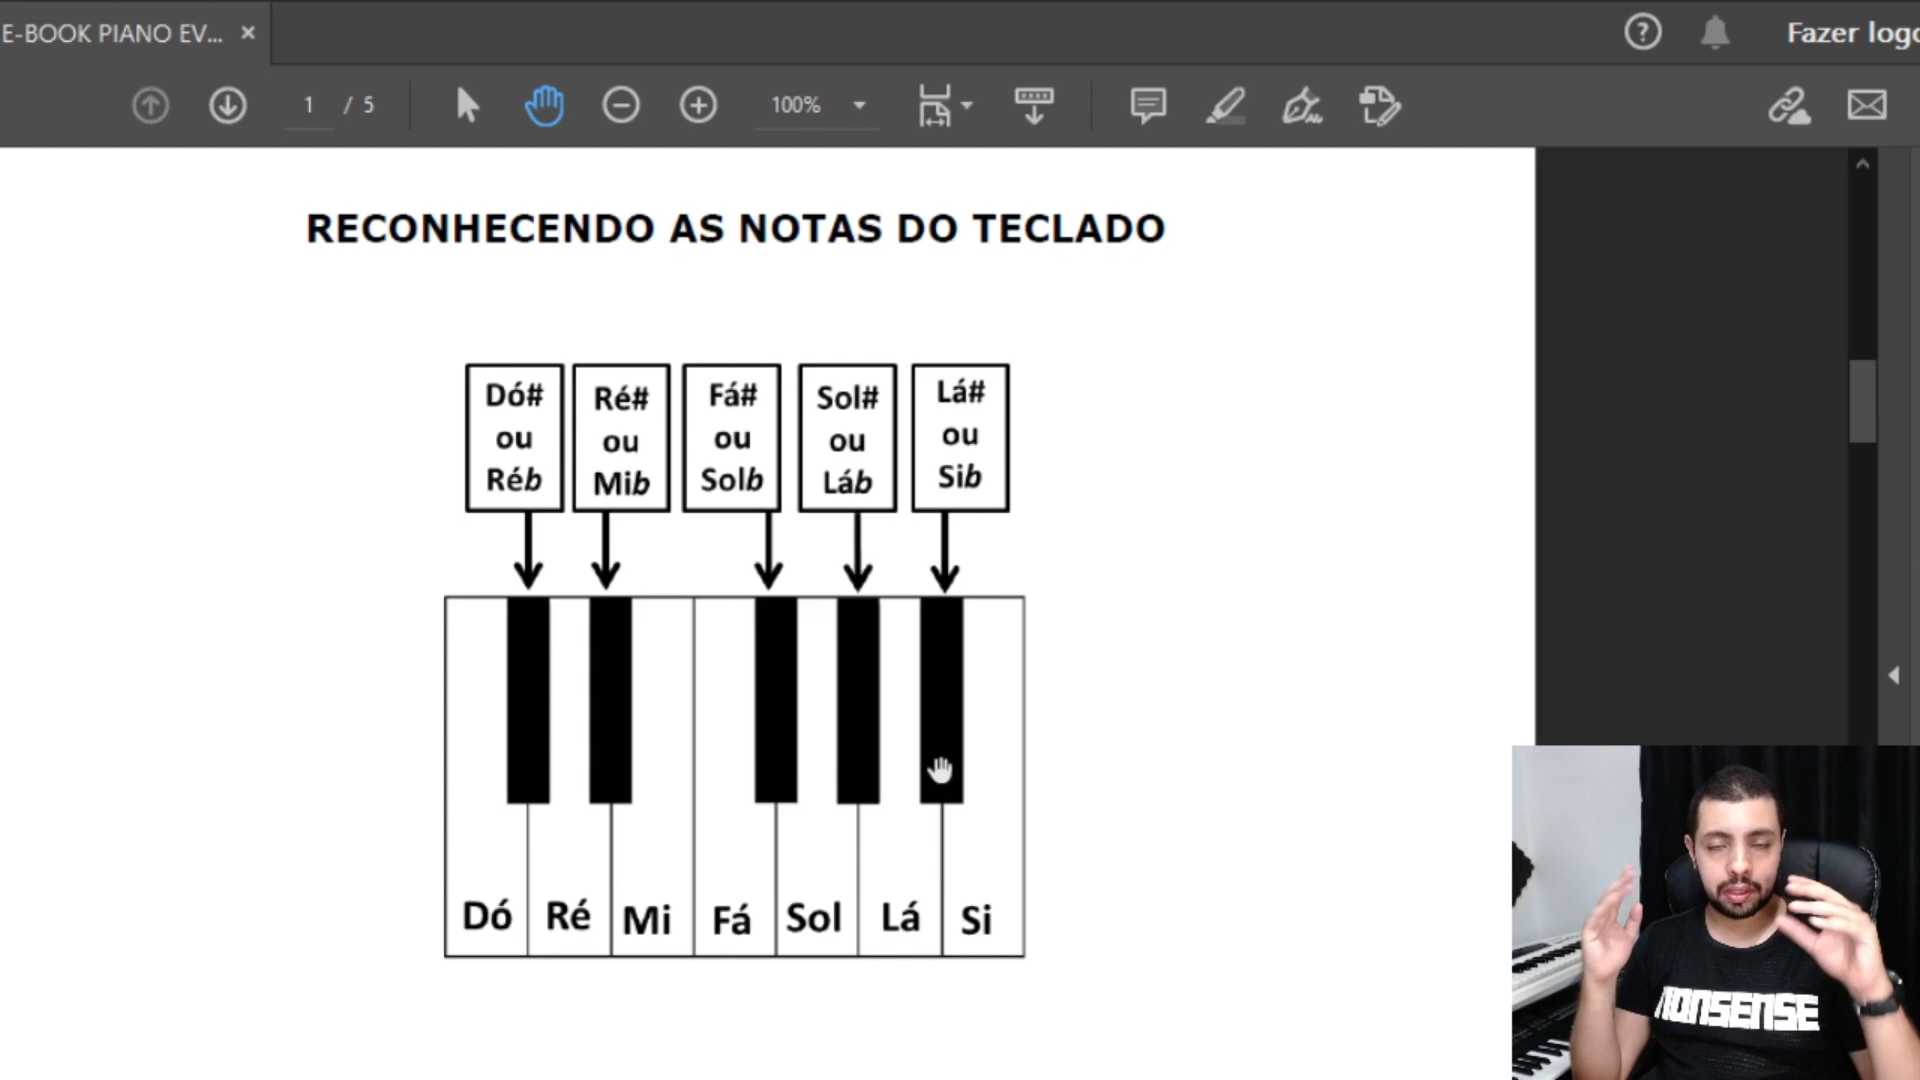 E-BOOK PIANO EV...
Fazer logo
1 / 5
100%
RECONHECENDO AS NOTAS DO TECLADO
Dó#
ou
Réb
Ré#
ou
Mib
Fá#
ou
Solb
Sol#
ou
Láb
Lá#
ou
Sib
Dó Ré Mi Fá Sol Lá Si
NONSENSE